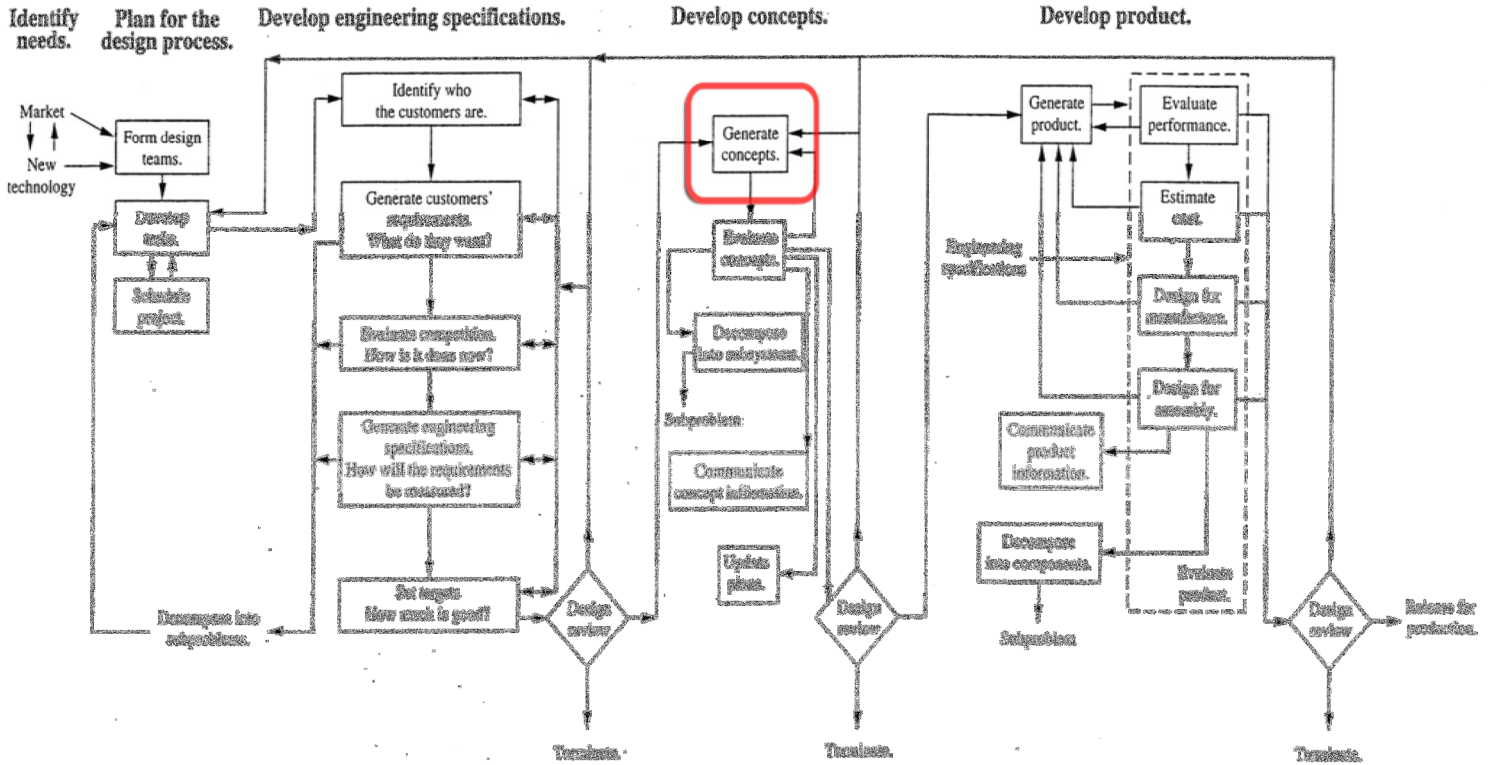 Identify
needs.
Plan for the
design process.
Develop engineering specifications.
Develop concepts.
Develop product.
Market
New
technology
Form design
teams.
Develop
tasks.
Schedule
project.
Decompose into
subproblems.
Identify who
the customers are.
Generate customers'
requirements.
What do they want?
Evaluate competition.
How is it done now?
Generate engineering
specifications.
How will the requirements
be measured?
Set targets
How much is good?
Design
review
Terminate.
Generate
concepts.
Evaluate
concepts.
Decompose
into subsystem.
Subproblem
Communicate
concept information.
Update
plans.
Design
review
Terminate.
Generate
product.
Evaluate
performance.
Estimate
cost.
Engineering
specifications
Design for
manufacture.
Design for
assembly.
Communicate
product
information.
Decompose
into components.
Subproblem
Evaluate
product.
Design
review
Release for
production.
Terminate.